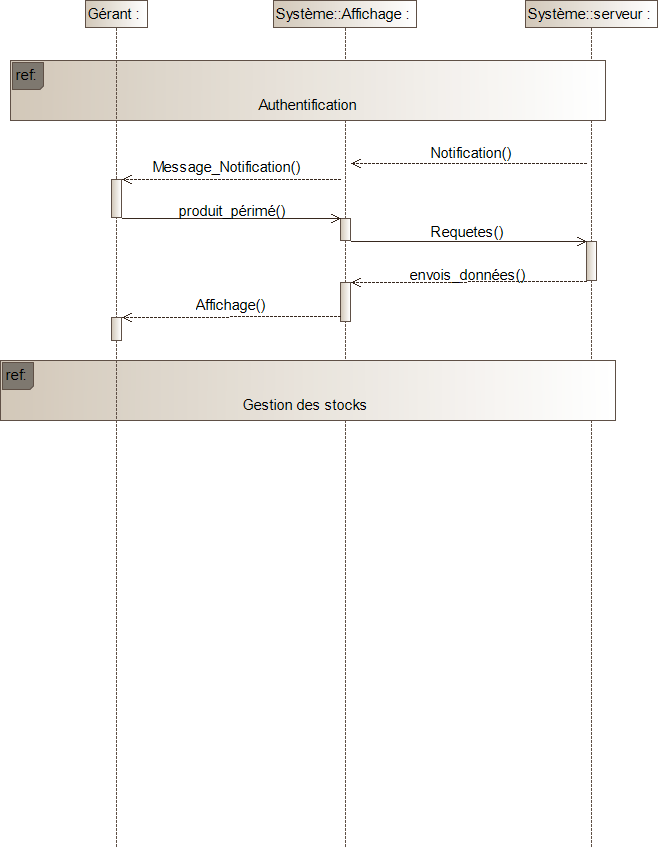 Gérant :
Système::Affichage :
Système::serveur :
ref:
Authentification
Notification()
Message_Notification()
produit_périmé()
Requetes()
envois_données()
Affichage()
ref:
Gestion des stocks